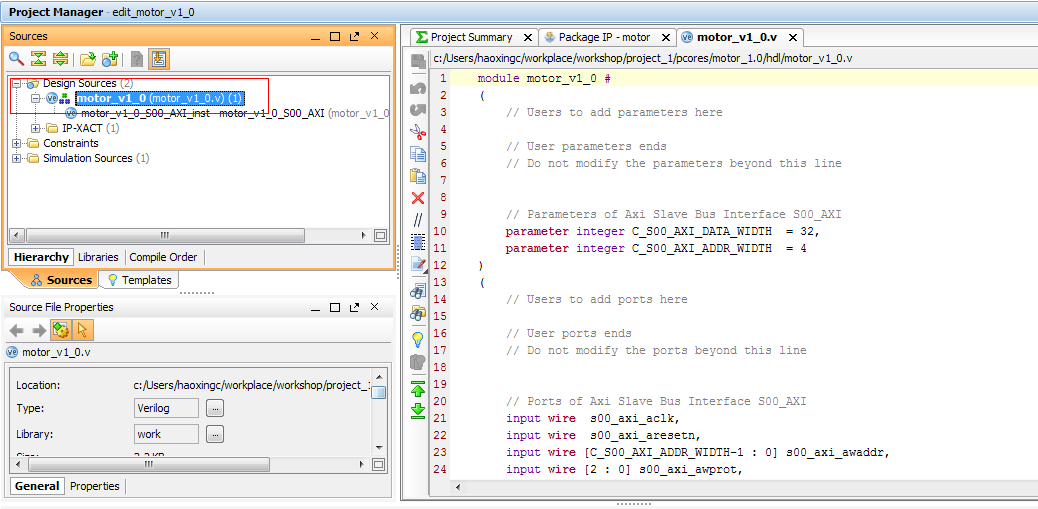 Project Manager - edit_motor_v1_0
Sources
Design Sources (2)
motor_v1_0 (motor_v1_0.v) (1)
motor_v1_0_S00_AXI_inst - motor_v1_0_S00_AXI (motor_v1_0
IP-XACT (1)
Constraints
Simulation Sources (1)
Hierarchy Libraries Compile Order
Sources Templates
Source File Properties
motor_v1_0.v
Location: c:/Users/haoxingc/workplace/workshop/project_1
Type: Verilog ...
Library: work ...
General Properties
Project Summary Package IP - motor motor_v1_0.v
c:/Users/haoxingc/workplace/workshop/project_1/pcores/motor_1.0/hdl/motor_v1_0.v
1 module motor_v1_0 #
2 (
3 // Users to add parameters here
4
5 // User parameters ends
6 // Do not modify the parameters beyond this line
7
8
9 // Parameters of Axi Slave Bus Interface S00_AXI
10 parameter integer C_S00_AXI_DATA_WIDTH = 32,
11 parameter integer C_S00_AXI_ADDR_WIDTH = 4
12 )
13 (
14 // Users to add ports here
15
16 // User ports ends
17 // Do not modify the ports beyond this line
18
19
20 // Ports of Axi Slave Bus Interface S00_AXI
21 input wire s00_axi_aclk,
22 input wire s00_axi_aresetn,
23 input wire [C_S00_AXI_ADDR_WIDTH-1 : 0] s00_axi_awaddr,
24 input wire [2 : 0] s00_axi_awprot,